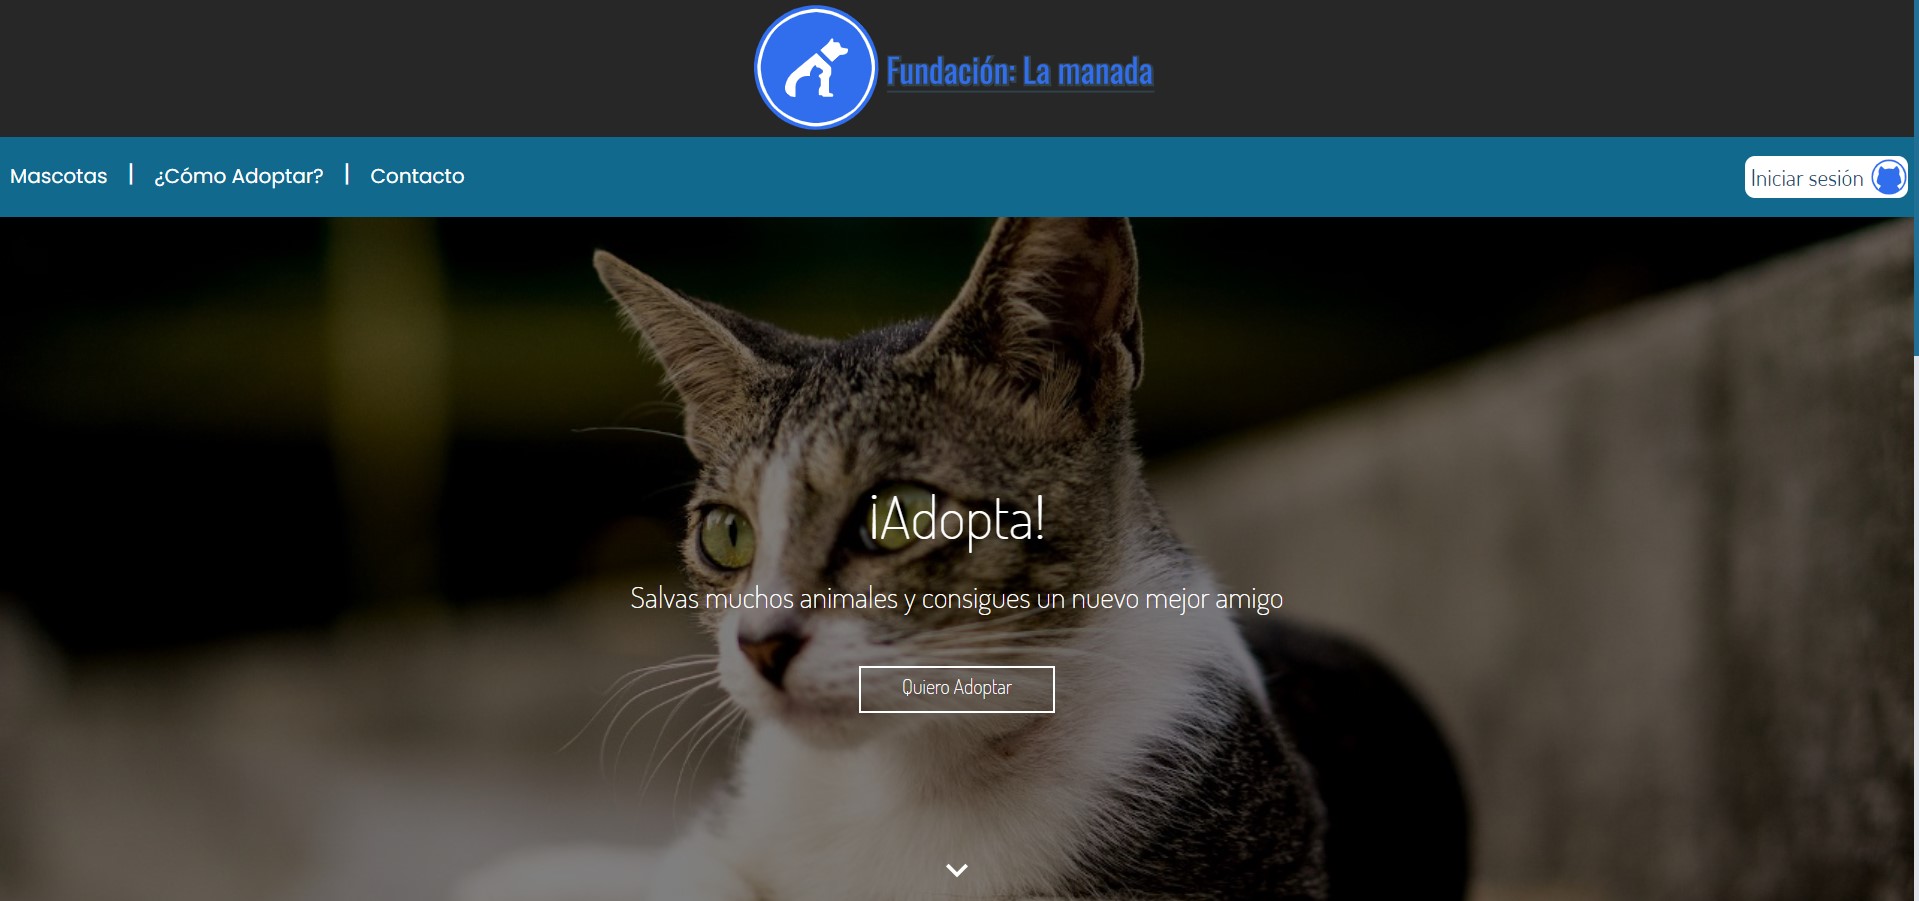 Fundación: La manada
Mascotas | ¿Cómo Adoptar? | Contacto
Iniciar sesión
¡Adopta!
Salvas muchos animales y consigues un nuevo mejor amigo
Quiero Adoptar